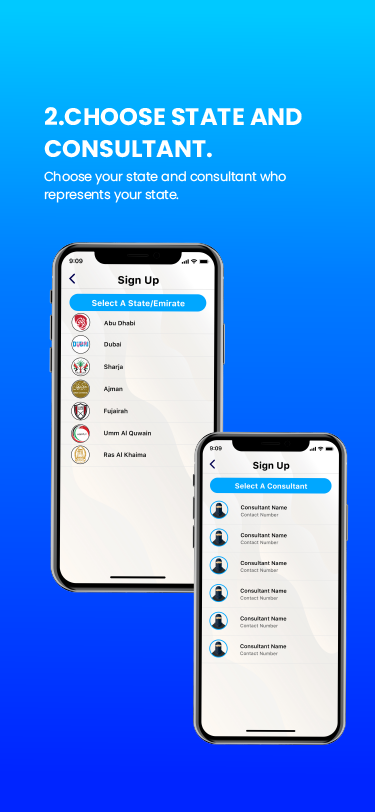 2.CHOOSE STATE AND
CONSULTANT.
Choose your state and consultant who
represents your state.
9:09
Sign Up
Select A State/Emirate
Abu Dhabi
DUBAI
Dubai
Sharja
Ajman
Fujairah
Umm Al Quwain
Ras Al Khaima
9:09
Sign Up
Select A Consultant
Consultant Name
Contact Number
Consultant Name
Contact Number
Consultant Name
Contact Number
Consultant Name
Contact Number
Consultant Name
Contact Number
Consultant Name
Contact Number